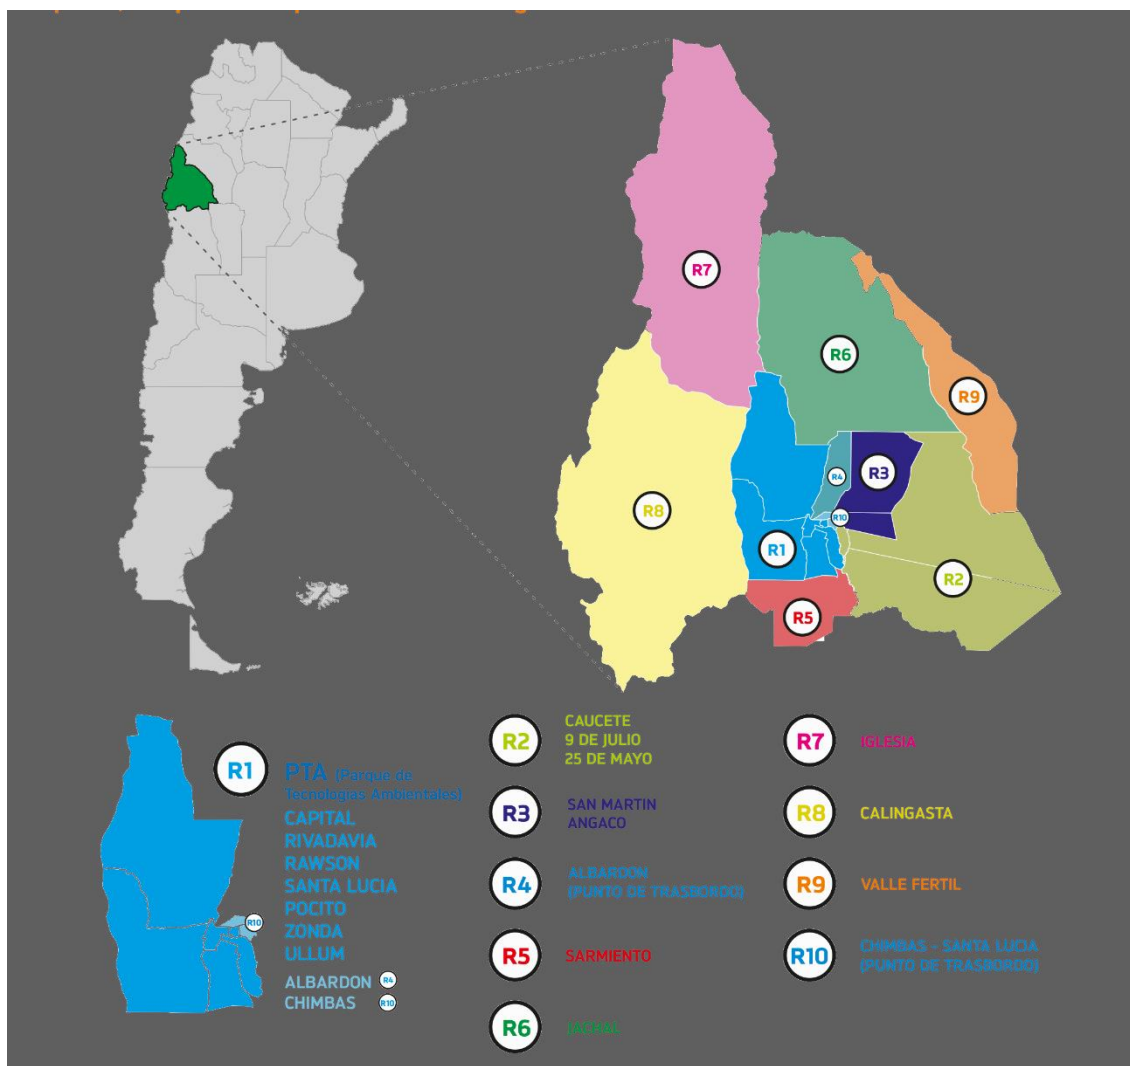 R7
R6
R9
R4
R3
R8
R10
R1
R2
R5
R1
PTA (Parque de
Tecnologías Ambientales)
CAPITAL
RIVADAVIA
RAWSON
SANTA LUCIA
POCITO
ZONDA
ULLUM
ALBARDON R4
CHIMBAS R10
R10
R2
CAUCETE
9 DE JULIO
25 DE MAYO
R3
SAN MARTIN
ANGACO
R4
ALBARDON
(PUNTO DE TRASBORDO)
R5
SARMIENTO
R6
JACHAL
R7
IGLESIA
R8
CALINGASTA
R9
VALLE FERTIL
R10
CHIMBAS - SANTA LUCIA
(PUNTO DE TRASBORDO)